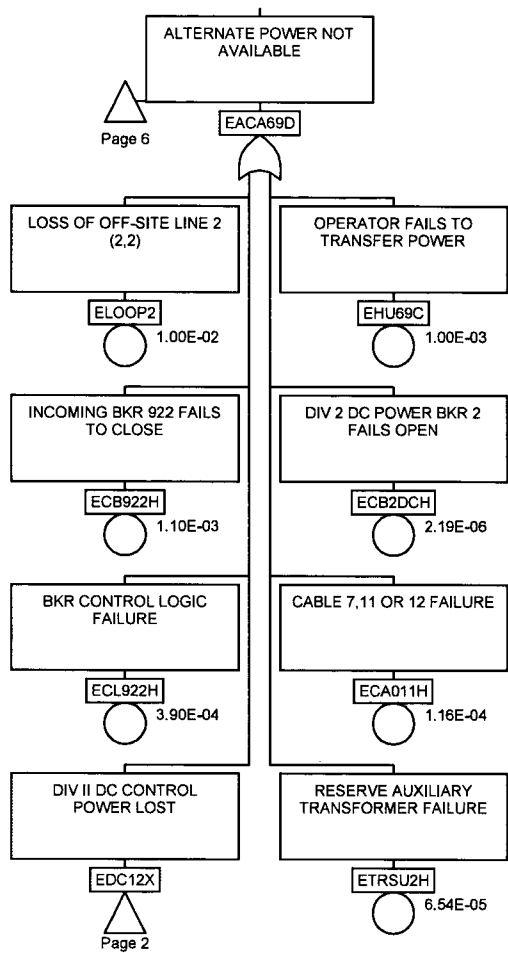 ALTERNATE POWER NOT
AVAILABLE
Page 6
EACA69D
LOSS OF OFF-SITE LINE 2
(2,2)
ELOOP2
1.00E-02
OPERATOR FAILS TO
TRANSFER POWER
EHU69C
1.00E-03
INCOMING BKR 922 FAILS
TO CLOSE
ECB922H
1.10E-03
DIV 2 DC POWER BKR 2
FAILS OPEN
ECB2DCH
2.19E-06
BKR CONTROL LOGIC
FAILURE
ECL922H
3.90E-04
CABLE 7,11 OR 12 FAILURE
ECA011H
1.16E-04
DIV II DC CONTROL
POWER LOST
EDC12X
Page 2
RESERVE AUXILIARY
TRANSFORMER FAILURE
ETRSU2H
6.54E-05